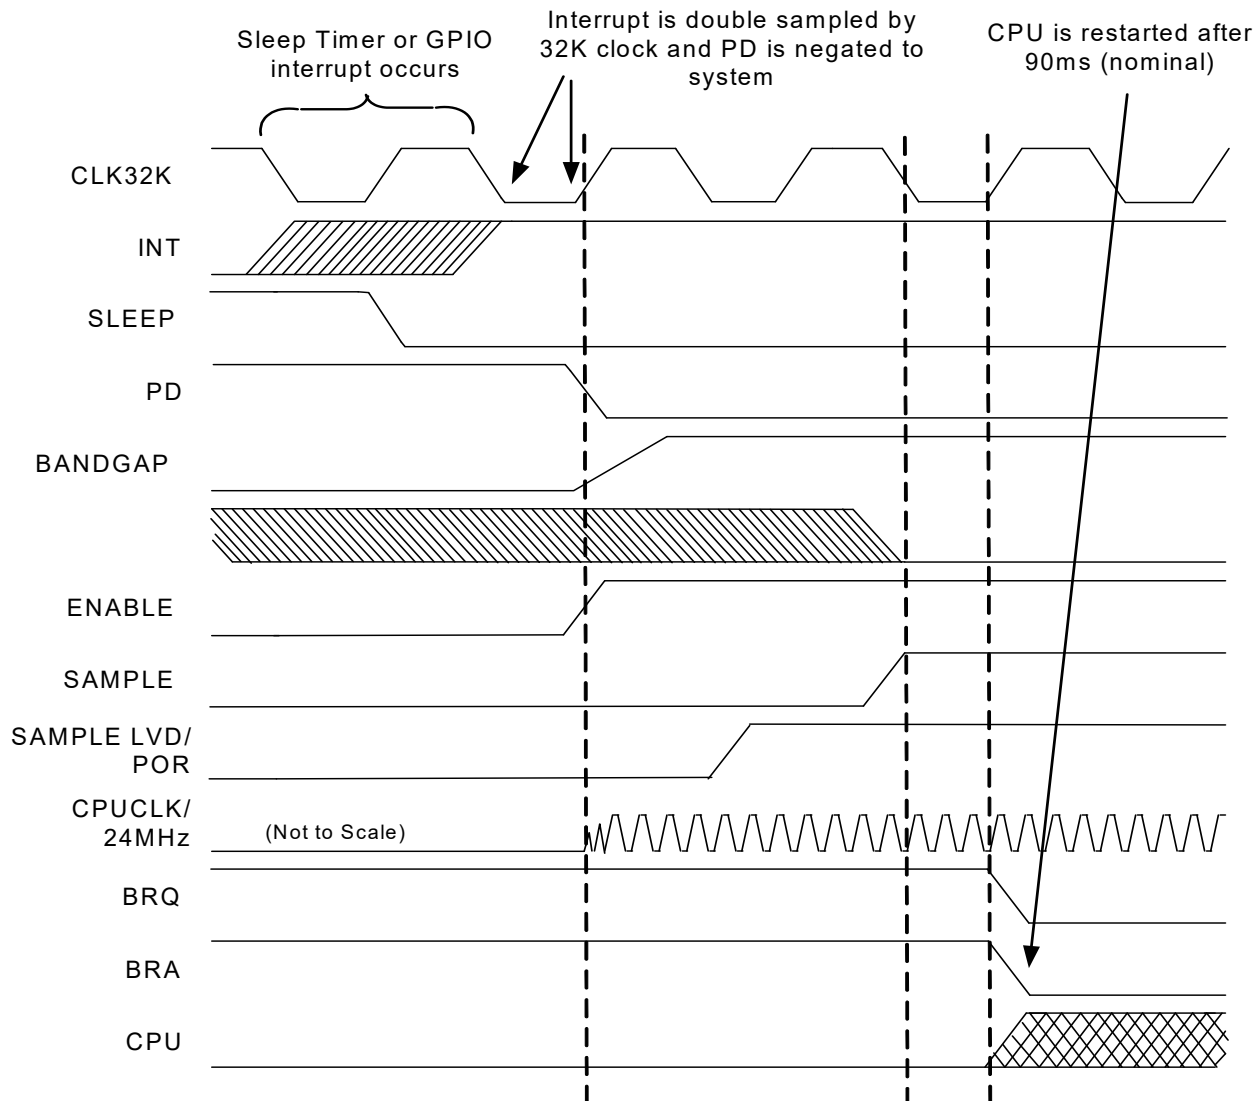 Sleep Timer or GPIO
interrupt occurs
Interrupt is double sampled by
32K clock and PD is negated to
system
CPU is restarted after
90ms (nominal)
CLK32K
INT
SLEEP
PD
BANDGAP
ENABLE
SAMPLE
SAMPLE LVD/
POR
CPUCLK/
24MHz
(Not to Scale)
BRQ
BRA
CPU